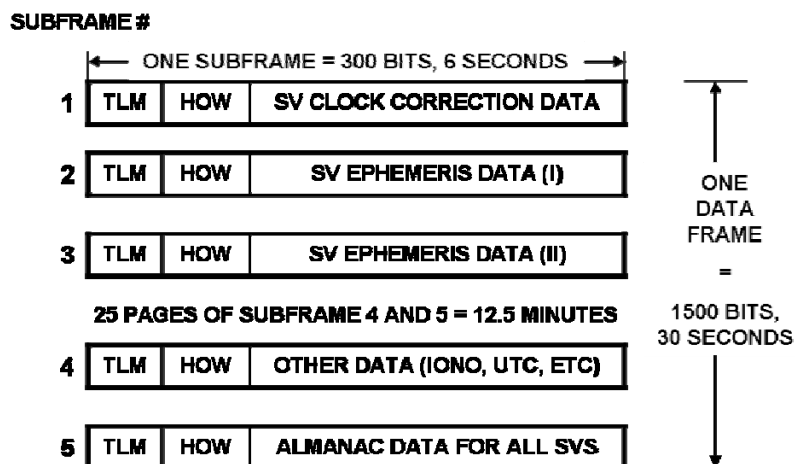 SUBFRAME #
ONE SUBFRAME = 300 BITS, 6 SECONDS
1 TLM HOW SV CLOCK CORRECTION DATA
2 TLM HOW SV EPHEMERIS DATA (I)
3 TLM HOW SV EPHEMERIS DATA (II)
25 PAGES OF SUBFRAME 4 AND 5 = 12.5 MINUTES
4 TLM HOW OTHER DATA (IONO, UTC, ETC)
5 TLM HOW ALMANAC DATA FOR ALL SVS
ONE
DATA
FRAME
=
1500 BITS,
30 SECONDS